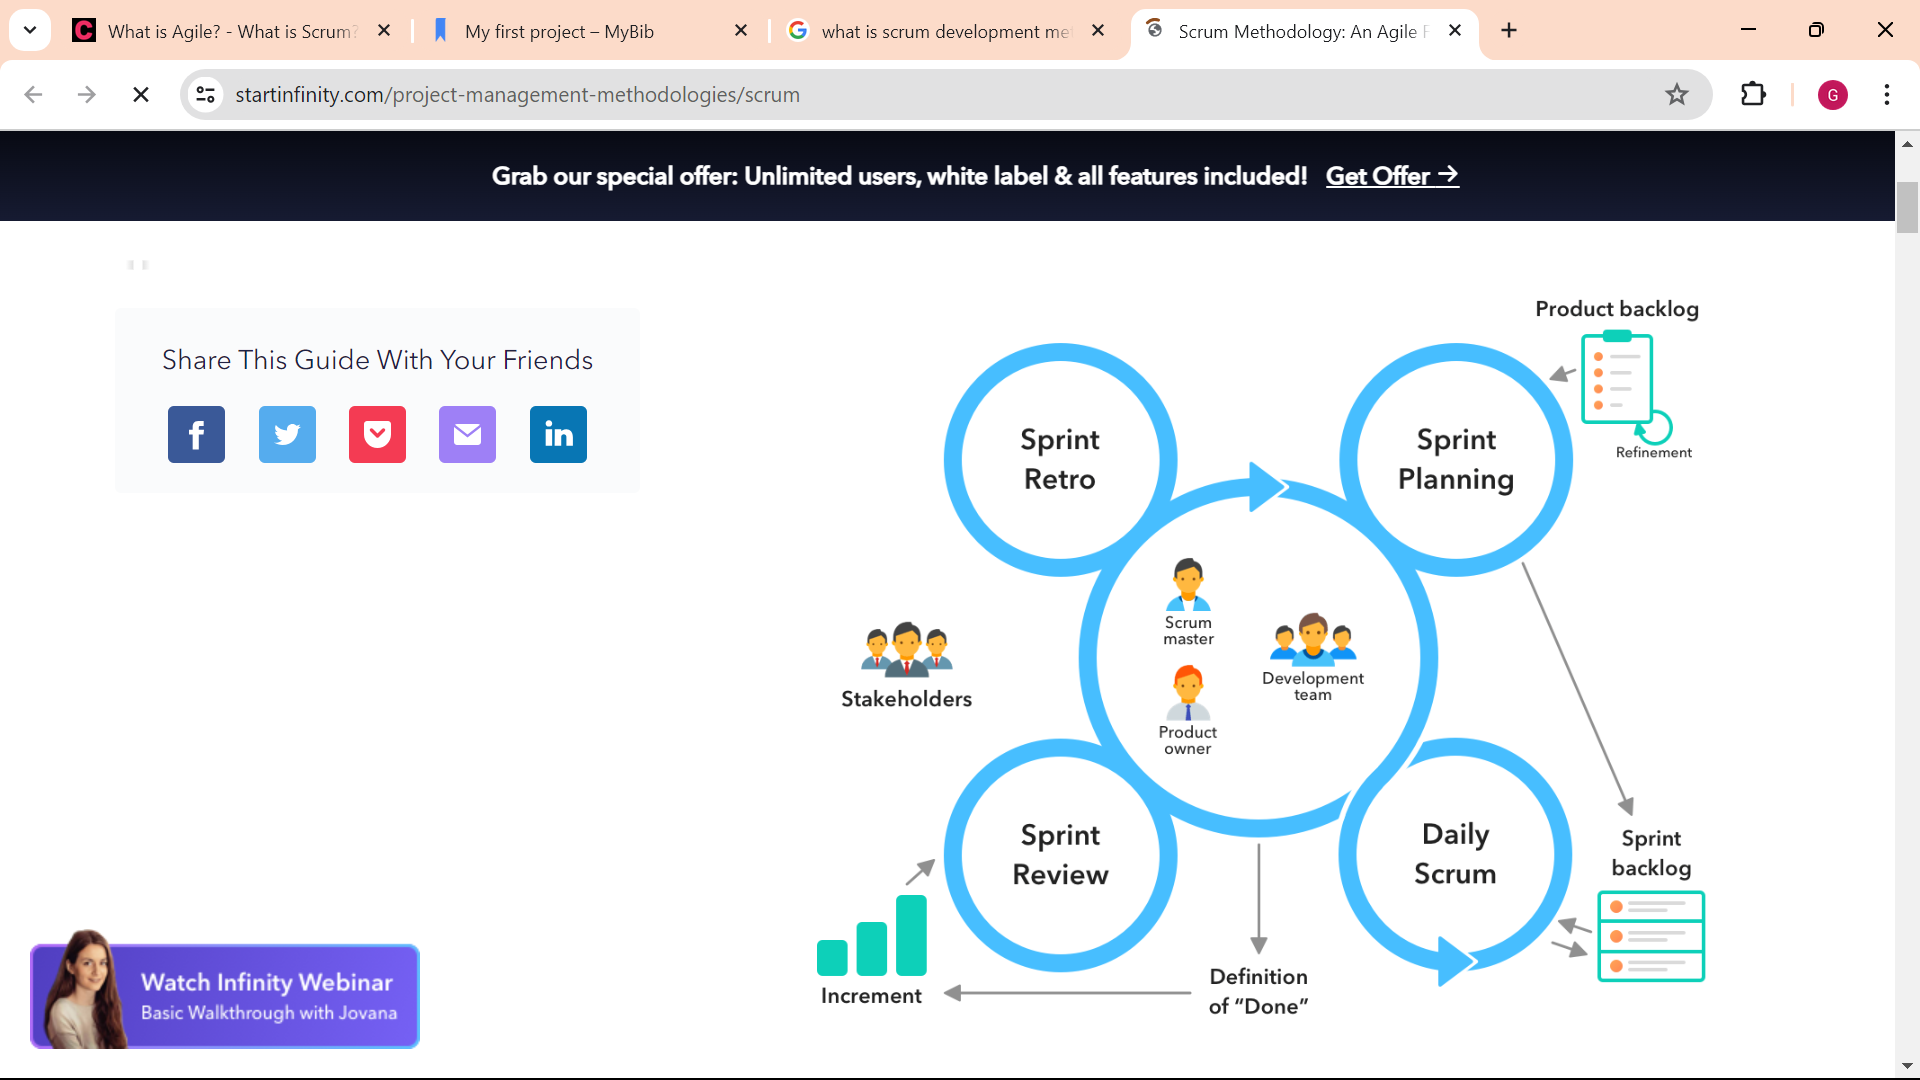 What is Agile? - What is Scrum?
My first project – MyBib
what is scrum development me
Scrum Methodology: An Agile F
startinfinity.com/project-management-methodologies/scrum
G
Grab our special offer: Unlimited users, white label & all features included! Get Offer →
Share This Guide With Your Friends
Product backlog
Refinement
Sprint
Retro
Sprint
Planning
Scrum
master
Development
team
Product
owner
Stakeholders
Sprint
Review
Daily
Scrum
Sprint
backlog
Increment
Definition
of “Done”
Watch Infinity Webinar
Basic Walkthrough with Jovana